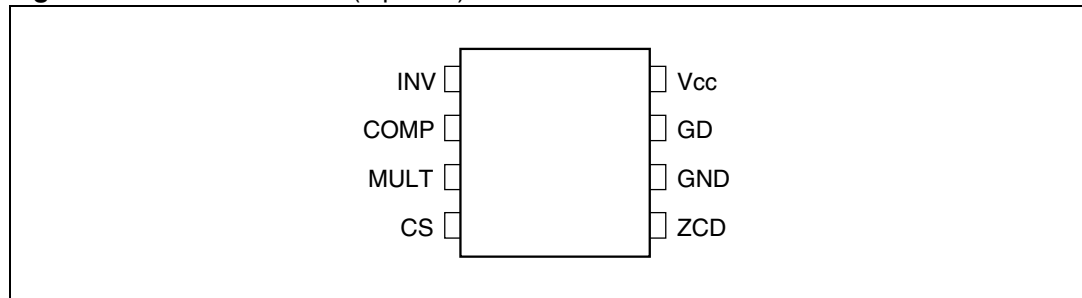 INV
COMP
MULT
CS
Vcc
GD
GND
ZCD